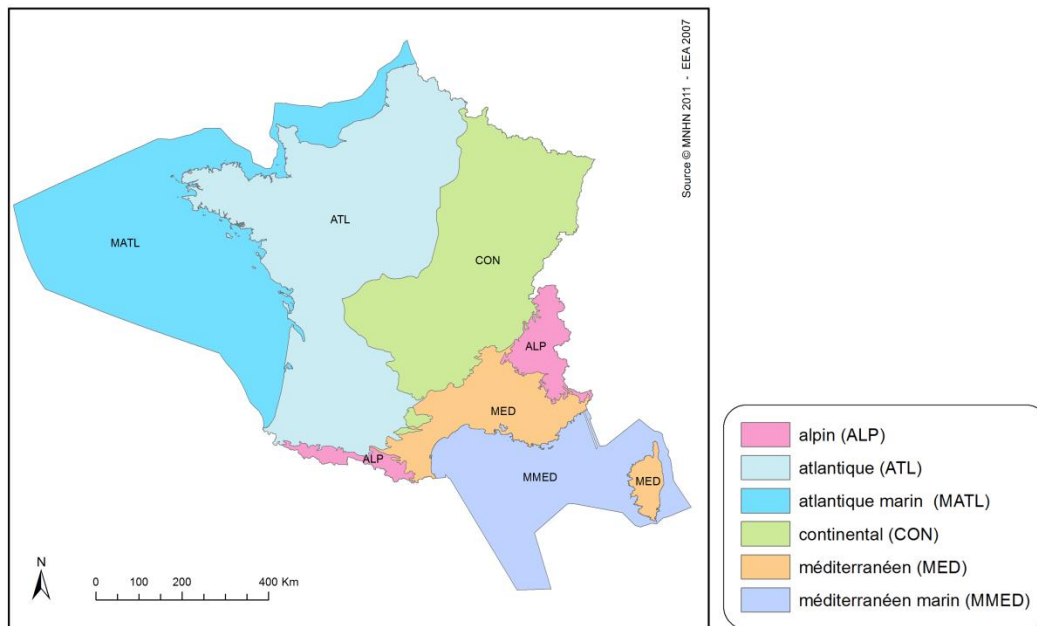 Source © MNHN 2011 - EEA 2007
ATL
MATL
CON
ALP
MED
ALP
MMED
MED
N
0 100 200 400 Km
alpin (ALP)
atlantique (ATL)
atlantique marin (MATL)
continental (CON)
méditerranéen (MED)
méditerranéen marin (MMED)